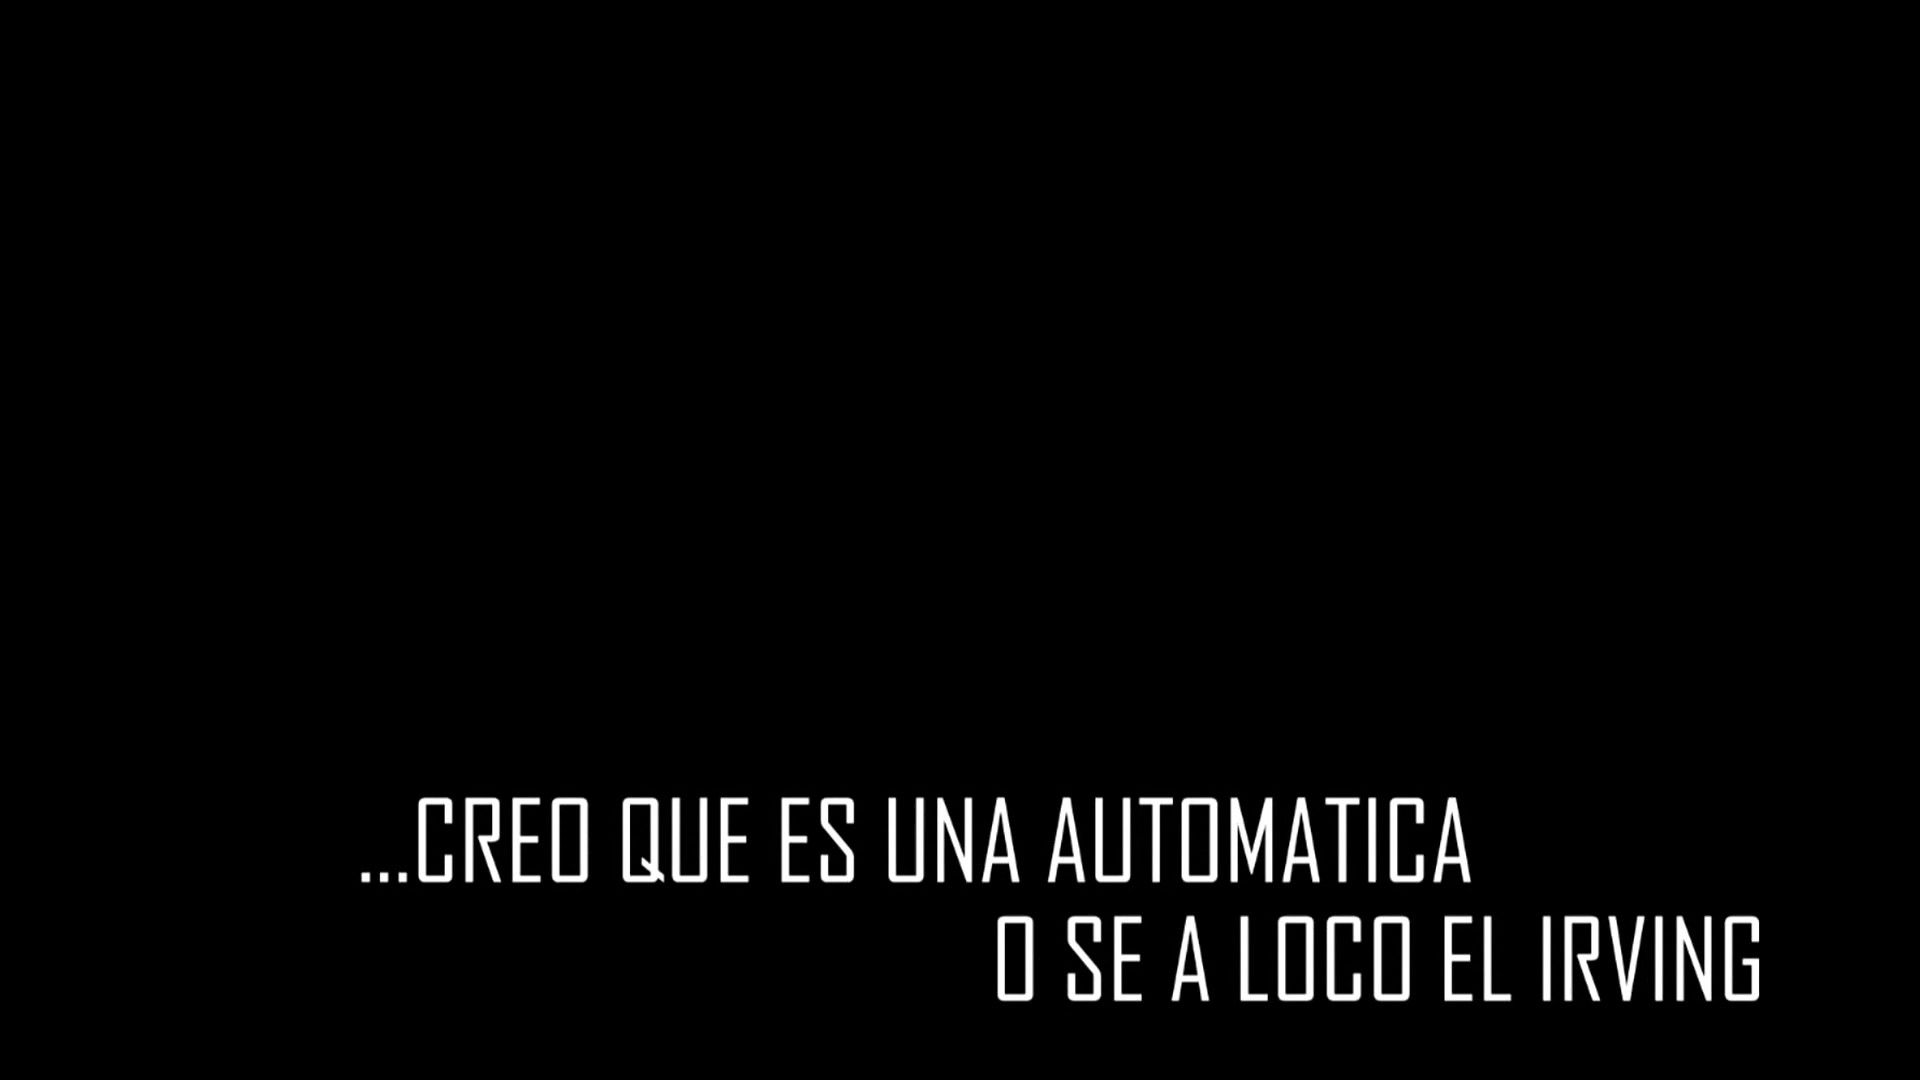 ...CREO QUE ES UNA AUTOMATICA
O SE A LOCO EL IRVING